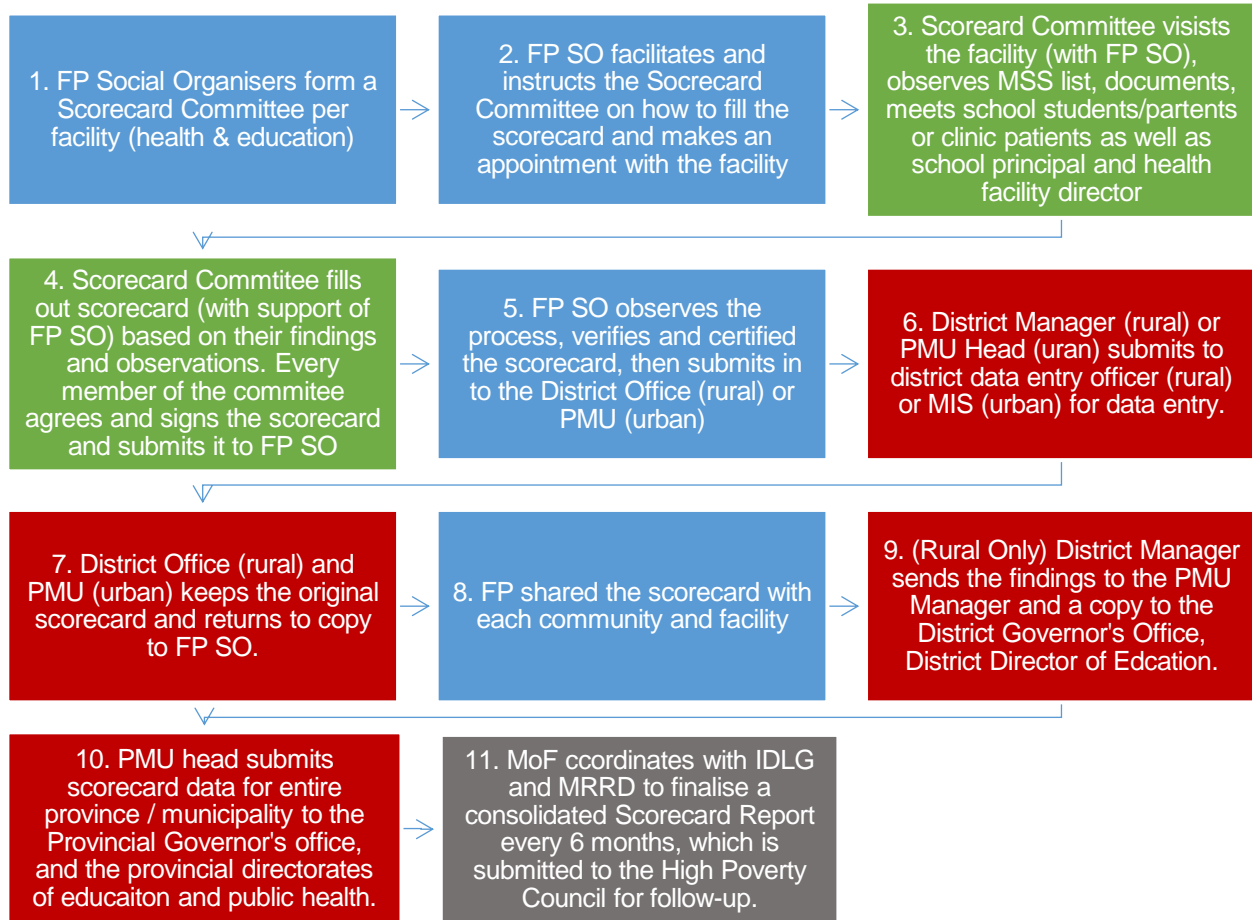 1. FP Social Organisers form a
Scorecard Committee per
facility (health & education)
2. FP SO facilitates and
instructs the Socrecard
Committee on how to fill the
scorecard and makes an
appointment with the facility
3. Scoreard Committee visists
the facility (with FP SO),
observes MSS list, documents,
meets school students/partents
or clinic patients as well as
school principal and health
facility director
4. Scorecard Commtitee fills
out scorecard (with support of
FP SO) based on their findings
and observations. Every
member of the commitee
agrees and signs the scorecard
and submits it to FP SO
5. FP SO observes the
process, verifies and certified
the scorecard, then submits in
to the District Office (rural) or
PMU (urban)
6. District Manager (rural) or
PMU Head (uran) submits to
district data entry officer (rural)
or MIS (urban) for data entry.
7. District Office (rural) and
PMU (urban) keeps the original
scorecard and returns to copy
to FP SO.
8. FP shared the scorecard with
each community and facility
9. (Rural Only) District Manager
sends the findings to the PMU
Manager and a copy to the
District Governor's Office,
District Director of Edcation.
10. PMU head submits
scorecard data for entire
province / municipality to the
Provincial Governor's office,
and the provincial directorates
of educaiton and public health.
11. MoF ccordinates with IDLG
and MRRD to finalise a
consolidated Scorecard Report
every 6 months, which is
submitted to the High Poverty
Council for follow-up.